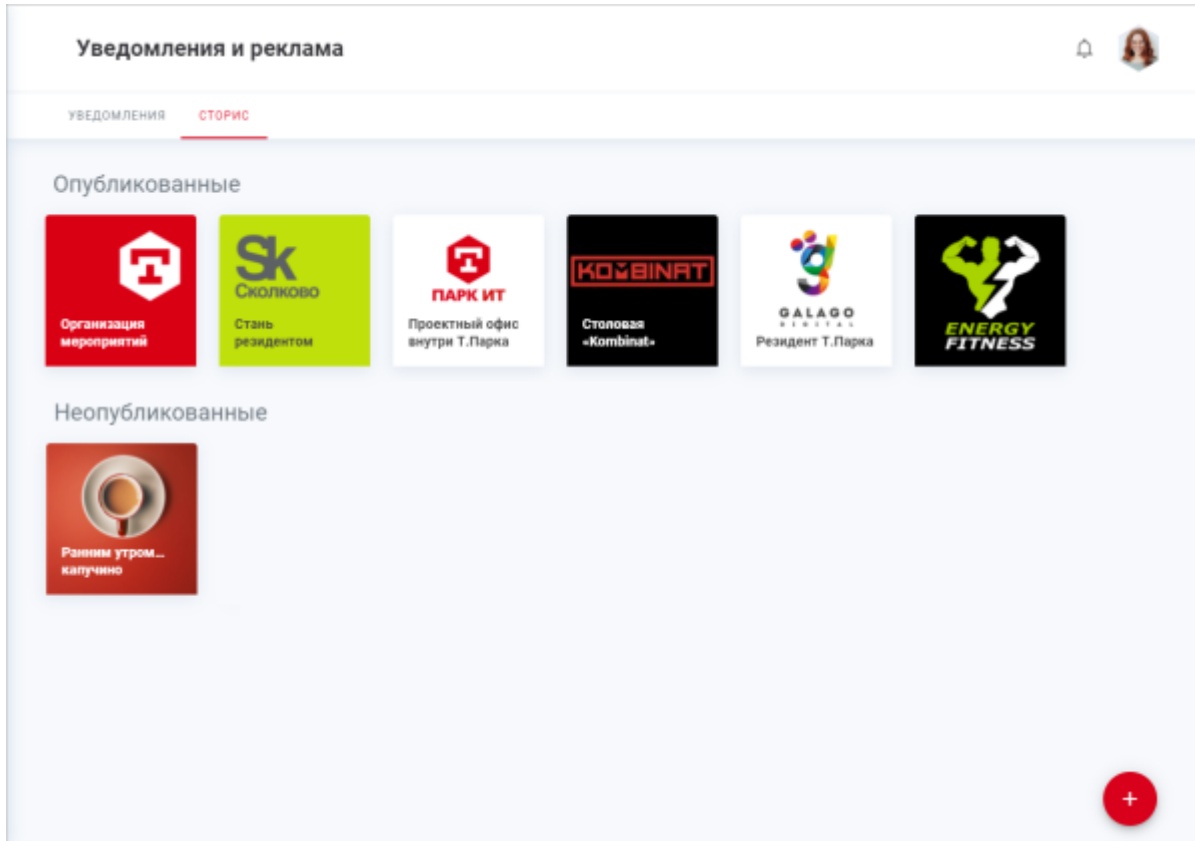 Уведомления и реклама
УВЕДОМЛЕНИЯ
СТОРИС
Опубликованные
Организация
мероприятий
Sk
Сколково
Стань
резидентом
ПАРК ИТ
Проектный офис
внутри Т.Парка
KOMBINAT
Столовая
«Kombinat»
GALAGO
DIGITAL
Резидент Т.Парка
ENERGY
FITNESS
Неопубликованные
Ранним утром...
капучино